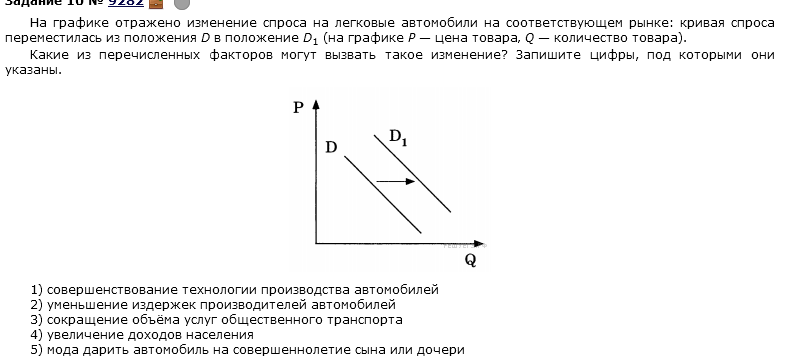 Задание 10 № 9282
На графике отражено изменение спроса на легковые автомобили на соответствующем рынке: кривая спроса
переместилась из положения D в положение D₁ (на графике P — цена товара, Q — количество товара).
Какие из перечисленных факторов могут вызвать такое изменение? Запишите цифры, под которыми они
указаны.
P
D₁
D
Q
1) совершенствование технологии производства автомобилей
2) уменьшение издержек производителей автомобилей
3) сокращение объёма услуг общественного транспорта
4) увеличение доходов населения
5) мода дарить автомобиль на совершеннолетие сына или дочери